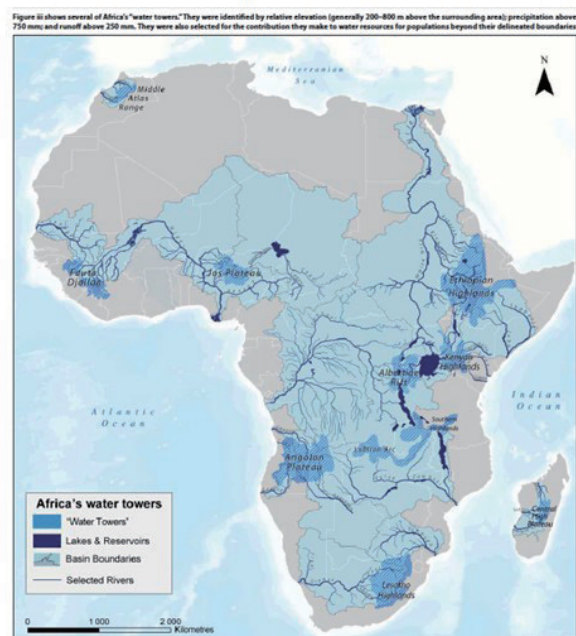 Figure iii shows several of Africa's "water towers." They were identified by relative elevation (generally 200–800 m above the surrounding area); precipitation above
750 mm; and runoff above 250 mm. They were also selected for the contribution they make to water resources for populations beyond their delineated boundaries
Mediterranean
Sea
N
Middle
Atlas
Range
Fouta
Djallon
Jos Plateau
Ethiopian
Highlands
Kenyan
Highlands
Albertine
Rift
Southern
Highlands
Atlantic
Ocean
Indian
Ocean
Angolan
Plateau
Central
High
Plateau
Lesotho
Highlands
Africa's water towers
"Water Towers"
Lakes & Reservoirs
Basin Boundaries
Selected Rivers
0 1 000 2 000
Kilometres